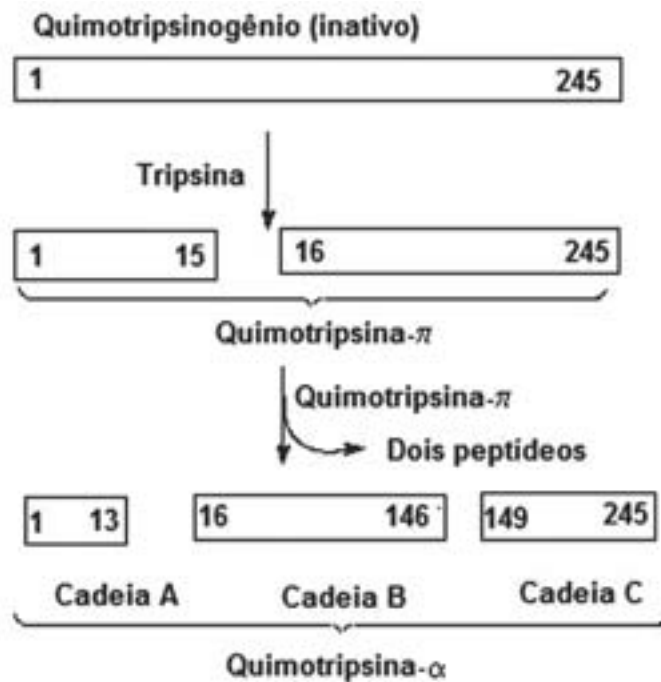 Quimotripsinogênio (inativo)
1 245
Tripsina
1 15 16 245
Quimotripsina-π
Quimotripsina-π
Dois peptídeos
1 13 16 146 149 245
Cadeia A Cadeia B Cadeia C
Quimotripsina-α